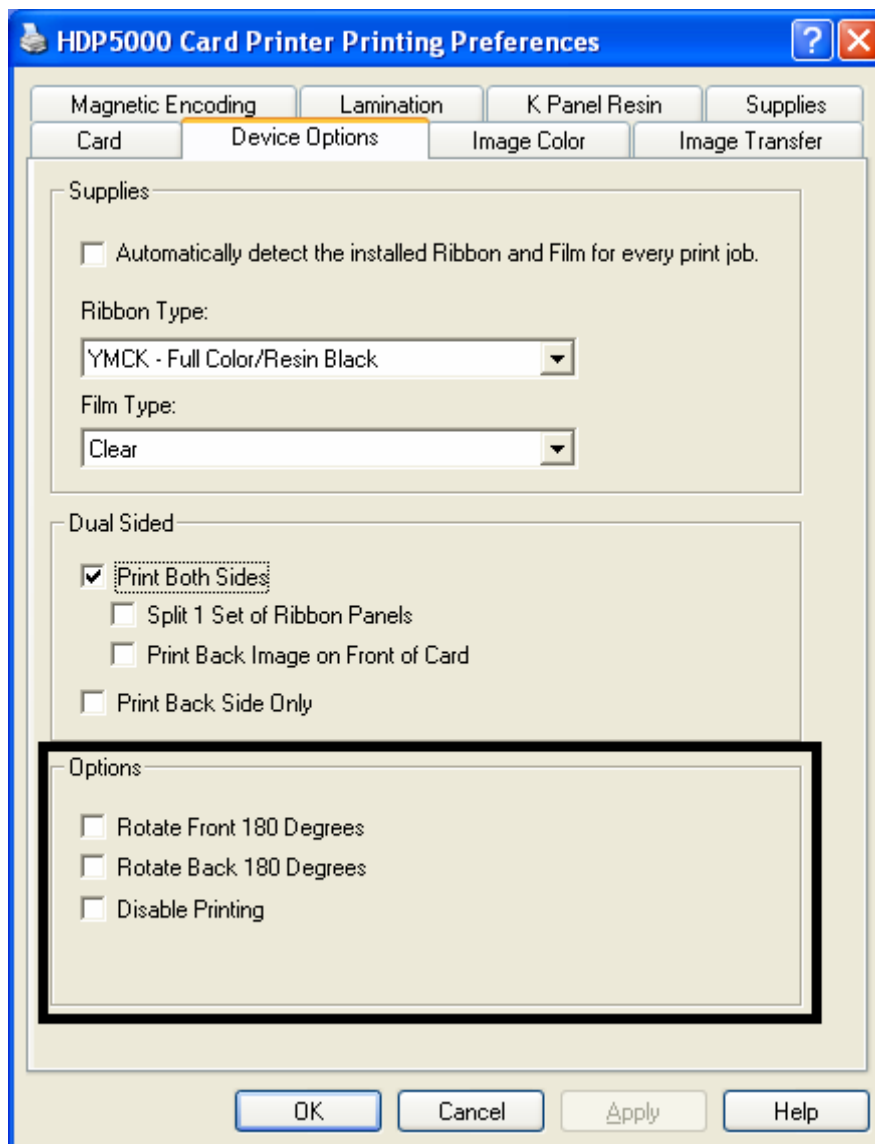 HDP5000 Card Printer Printing Preferences
Magnetic Encoding Lamination K Panel Resin Supplies
Card Device Options Image Color Image Transfer
Supplies
Automatically detect the installed Ribbon and Film for every print job.
Ribbon Type:
YMCK - Full Color/Resin Black
Film Type:
Clear
Dual Sided
Print Both Sides
Split 1 Set of Ribbon Panels
Print Back Image on Front of Card
Print Back Side Only
Options
Rotate Front 180 Degrees
Rotate Back 180 Degrees
Disable Printing
OK Cancel Apply Help